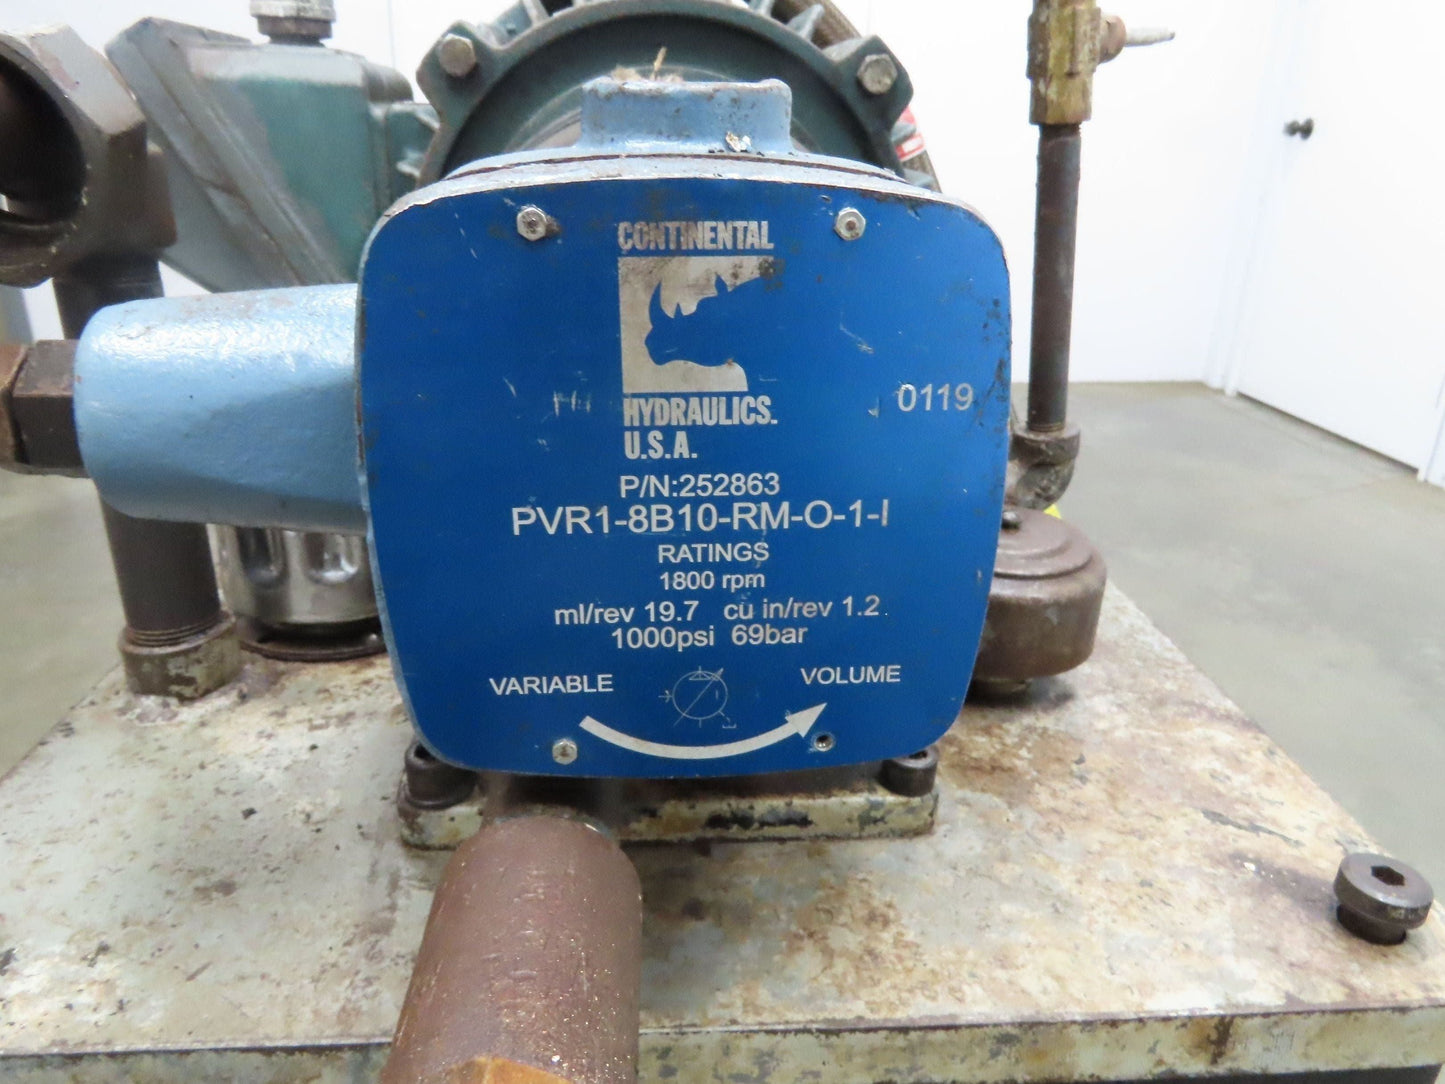 CONTINENTAL
HYDRAULICS.
U.S.A.
0119
P/N:252863
PVR1-8B10-RM-O-1-I
RATINGS
1800 rpm
ml/rev 19.7 cu in/rev 1.2
1000psi 69bar
VARIABLE VOLUME